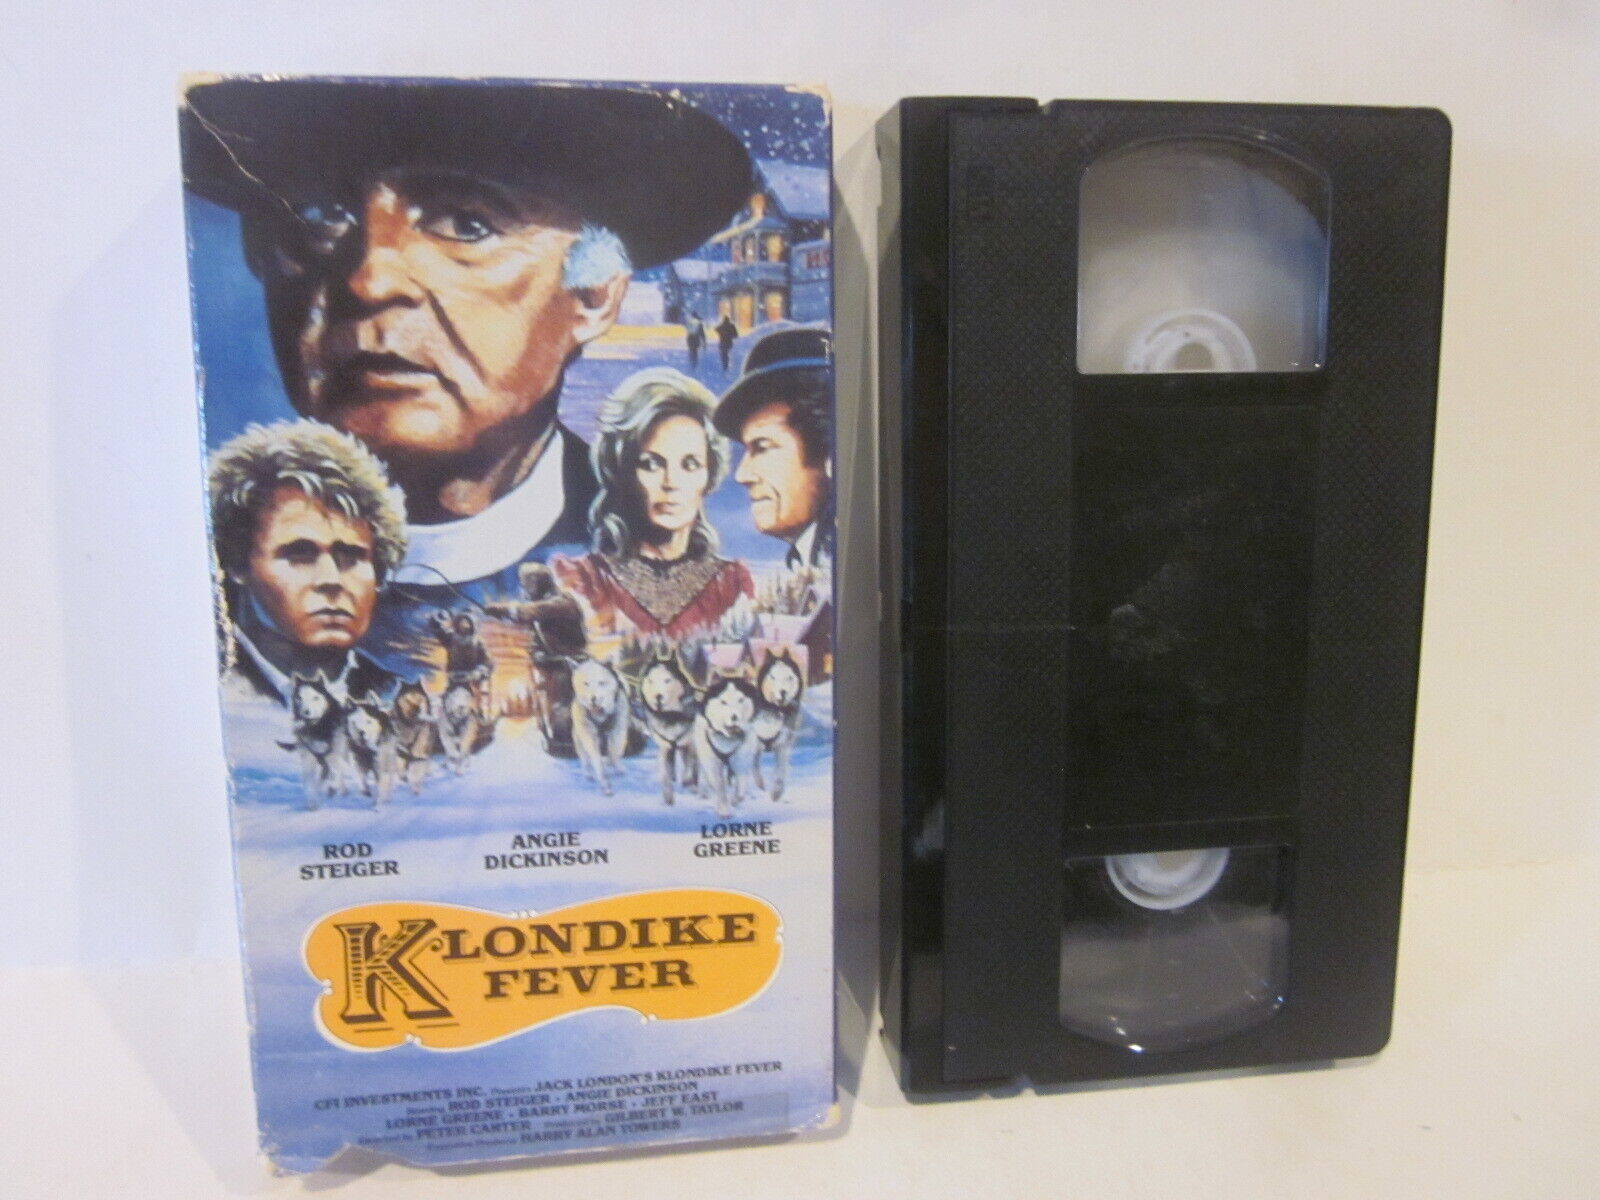 ROD STEIGER
ANGIE DICKINSON
LORNE GREENE
KLONDIKE
FEVER
CFI INVESTMENTS INC. Presents JACK LONDON'S KLONDIKE FEVER
Starring ROD STEIGER • ANGIE DICKINSON
LORNE GREENE • BARRY MORSE • JEFF EAST
Directed by PETER CARTER Produced by GILBERT W. TAYLOR
Executive Producer HARRY ALAN TOWERS